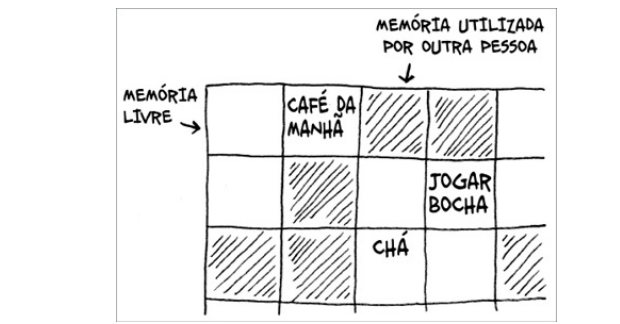 MEMÓRIA UTILIZADA
POR OUTRA PESSOA
MEMÓRIA
LIVRE
CAFÉ DA
MANHÃ
JOGAR
BOCHA
CHÁ